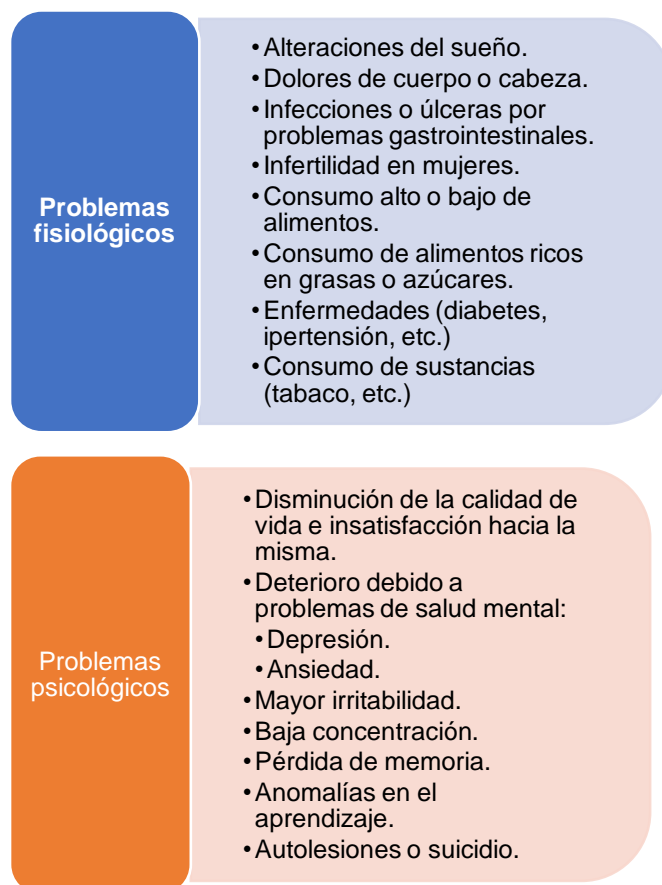 Problemas
fisiológicos
•Alteraciones del sueño.
•Dolores de cuerpo o cabeza.
•Infecciones o úlceras por
problemas gastrointestinales.
•Infertilidad en mujeres.
•Consumo alto o bajo de
alimentos.
•Consumo de alimentos ricos
en grasas o azúcares.
•Enfermedades (diabetes,
ipertensión, etc.)
•Consumo de sustancias
(tabaco, etc.)
Problemas
psicológicos
•Disminución de la calidad de
vida e insatisfacción hacia la
misma.
•Deterioro debido a
problemas de salud mental:
•Depresión.
•Ansiedad.
•Mayor irritabilidad.
•Baja concentración.
•Pérdida de memoria.
•Anomalías en el
aprendizaje.
•Autolesiones o suicidio.